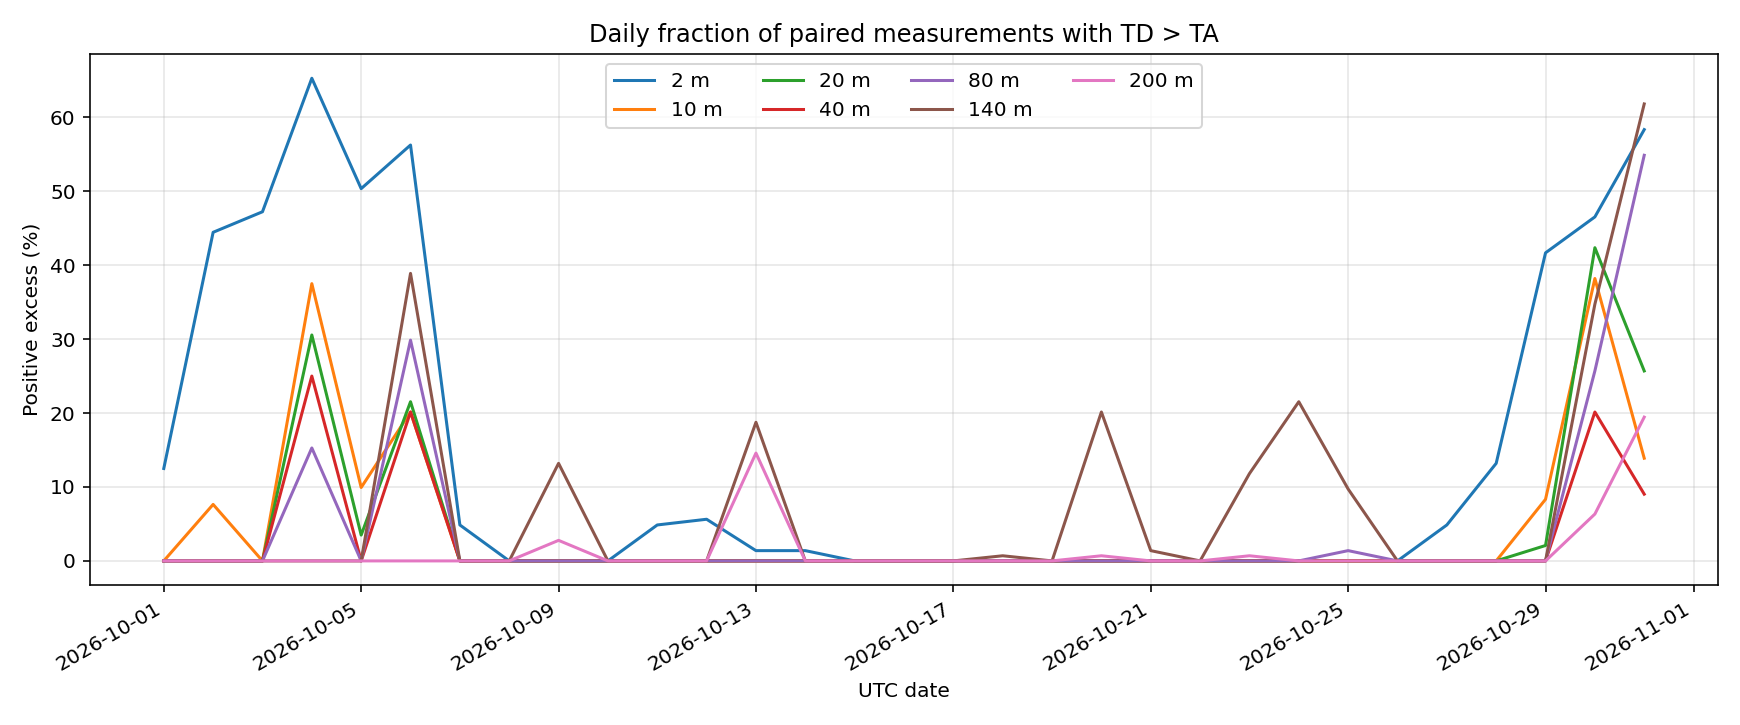 Daily fraction of paired measurements with TD > TA
2 m 20 m 80 m 200 m
10 m 40 m 140 m
Positive excess (%)
60
50
40
30
20
10
0
2026-10-01 2026-10-05 2026-10-09 2026-10-13 2026-10-17 2026-10-21 2026-10-25 2026-10-29 2026-11-01
UTC date